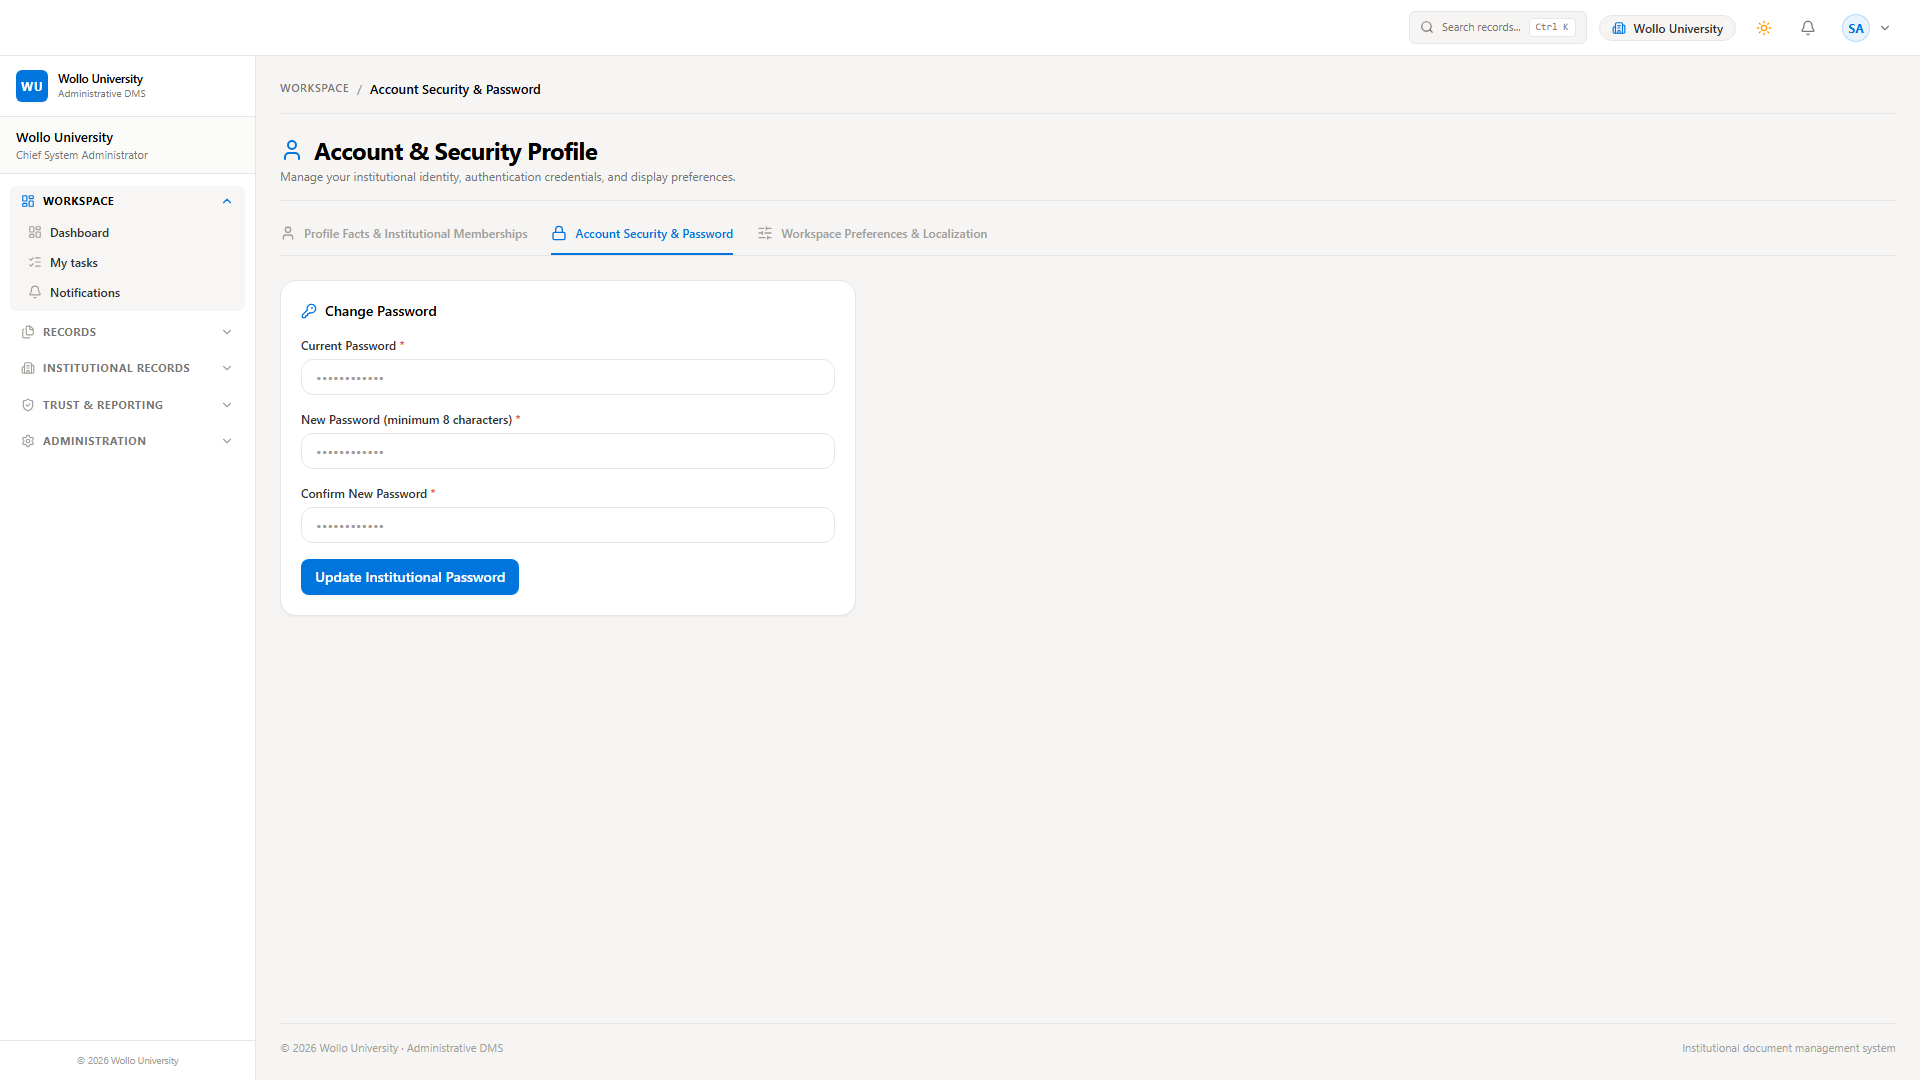 Search records... Ctrl K
Wollo University
SA
WU
Wollo University
Administrative DMS
Wollo University
Chief System Administrator
WORKSPACE
Dashboard
My tasks
Notifications
RECORDS
INSTITUTIONAL RECORDS
TRUST & REPORTING
ADMINISTRATION
© 2026 Wollo University
WORKSPACE / Account Security & Password
Account & Security Profile
Manage your institutional identity, authentication credentials, and display preferences.
Profile Facts & Institutional Memberships
Account Security & Password
Workspace Preferences & Localization
Change Password
Current Password *
••••••••••••
New Password (minimum 8 characters) *
••••••••••••
Confirm New Password *
••••••••••••
Update Institutional Password
© 2026 Wollo University · Administrative DMS
Institutional document management system